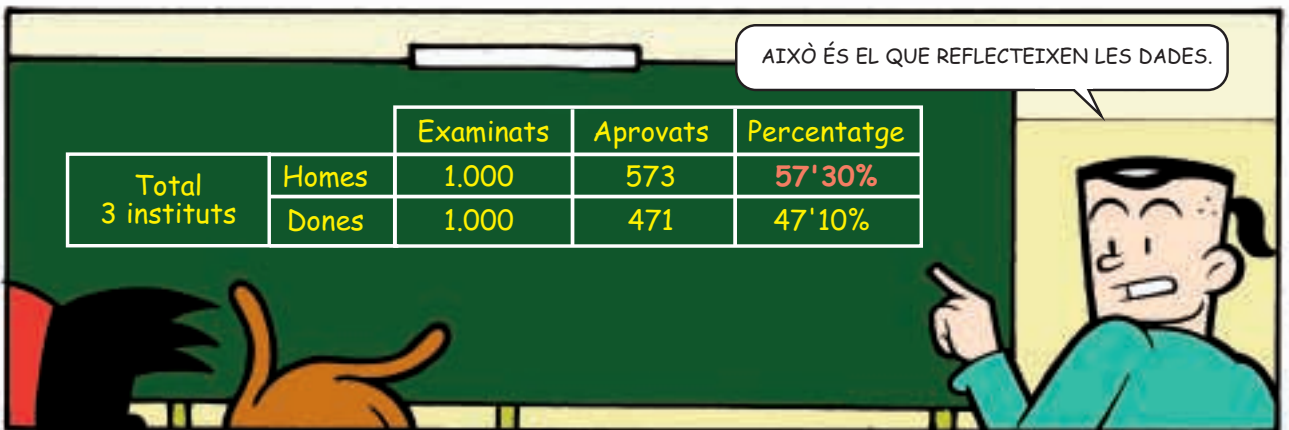 AIXÒ ÉS EL QUE REFLECTEIXEN LES DADES.
Examinats Aprovats Percentatge
Total 3 instituts Homes 1.000 573 57'30%
Dones 1.000 471 47'10%